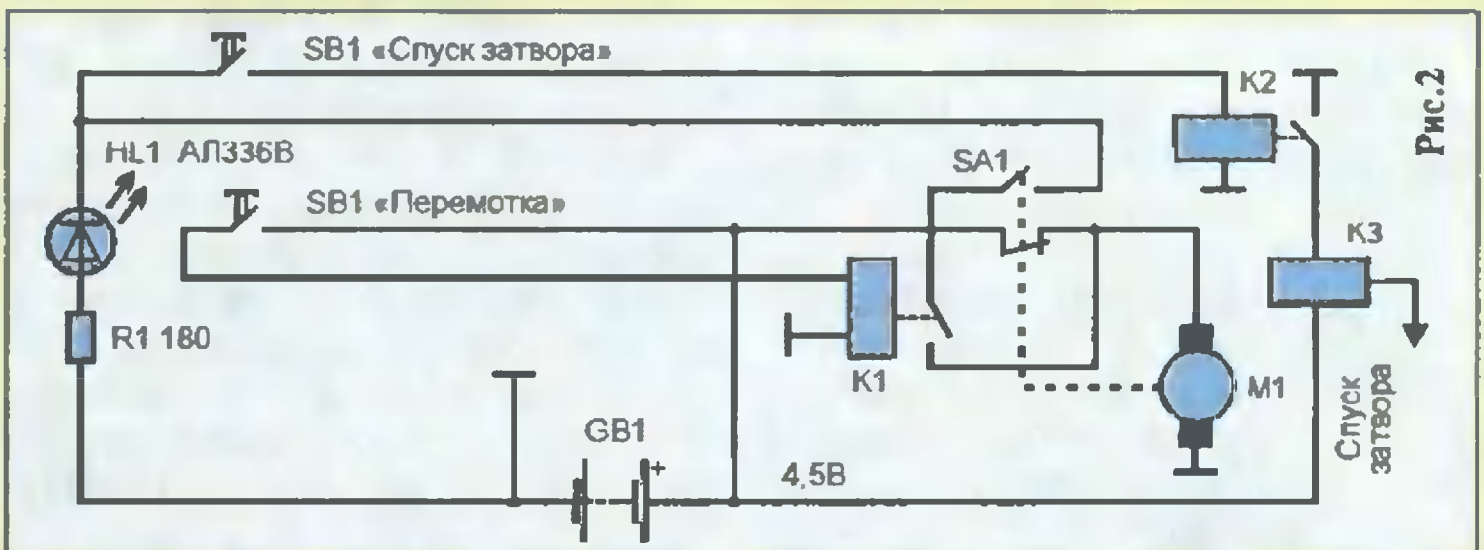 SB1 «Спуск затвора»
K2
Рис.2
HL1 АЛ336В
SA1
SB1 «Перемотка»
K3
R1 180
K1
M1
Спуск
затвора
GB1
+
4,5В